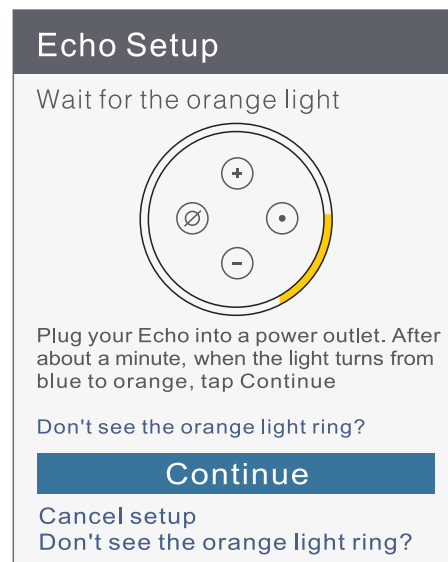 Echo Setup
Wait for the orange light
Plug your Echo into a power outlet. After
about a minute, when the light turns from
blue to orange, tap Continue
Don't see the orange light ring?
Continue
Cancel setup
Don't see the orange light ring?